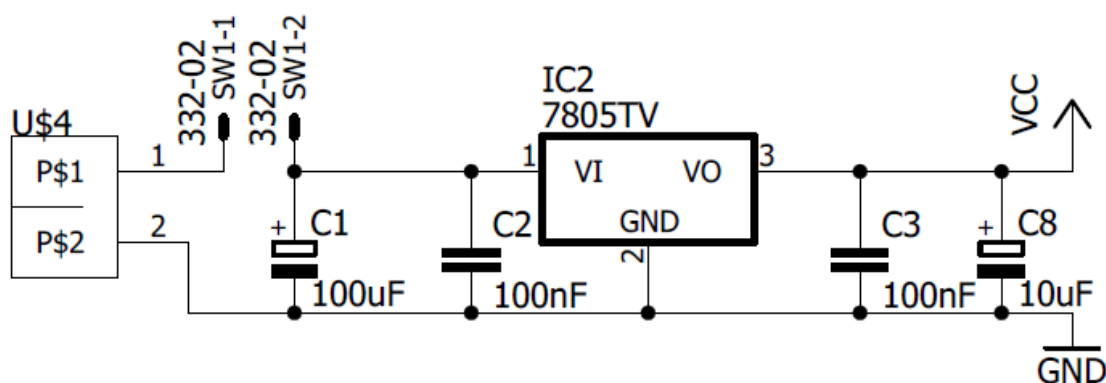 332-02
SW1-1
332-02
SW1-2
IC2
7805TV
VCC
U$4
P$1
1
P$2
2
1
VI
VO
3
GND
2
+
C1
100uF
C2
100nF
C3
100nF
+
C8
10uF
GND